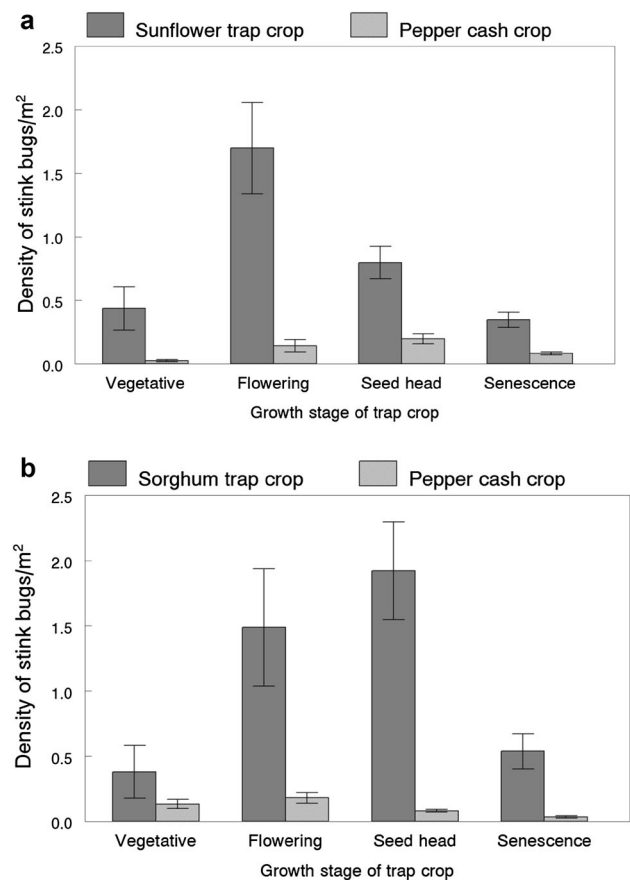 a
Sunflower trap crop Pepper cash crop
2.5
2.0
1.5
1.0
0.5
0.0
Density of stink bugs/m²
Vegetative Flowering Seed head Senescence
Growth stage of trap crop
b
Sorghum trap crop Pepper cash crop
2.5
2.0
1.5
1.0
0.5
0.0
Density of stink bugs/m²
Vegetative Flowering Seed head Senescence
Growth stage of trap crop